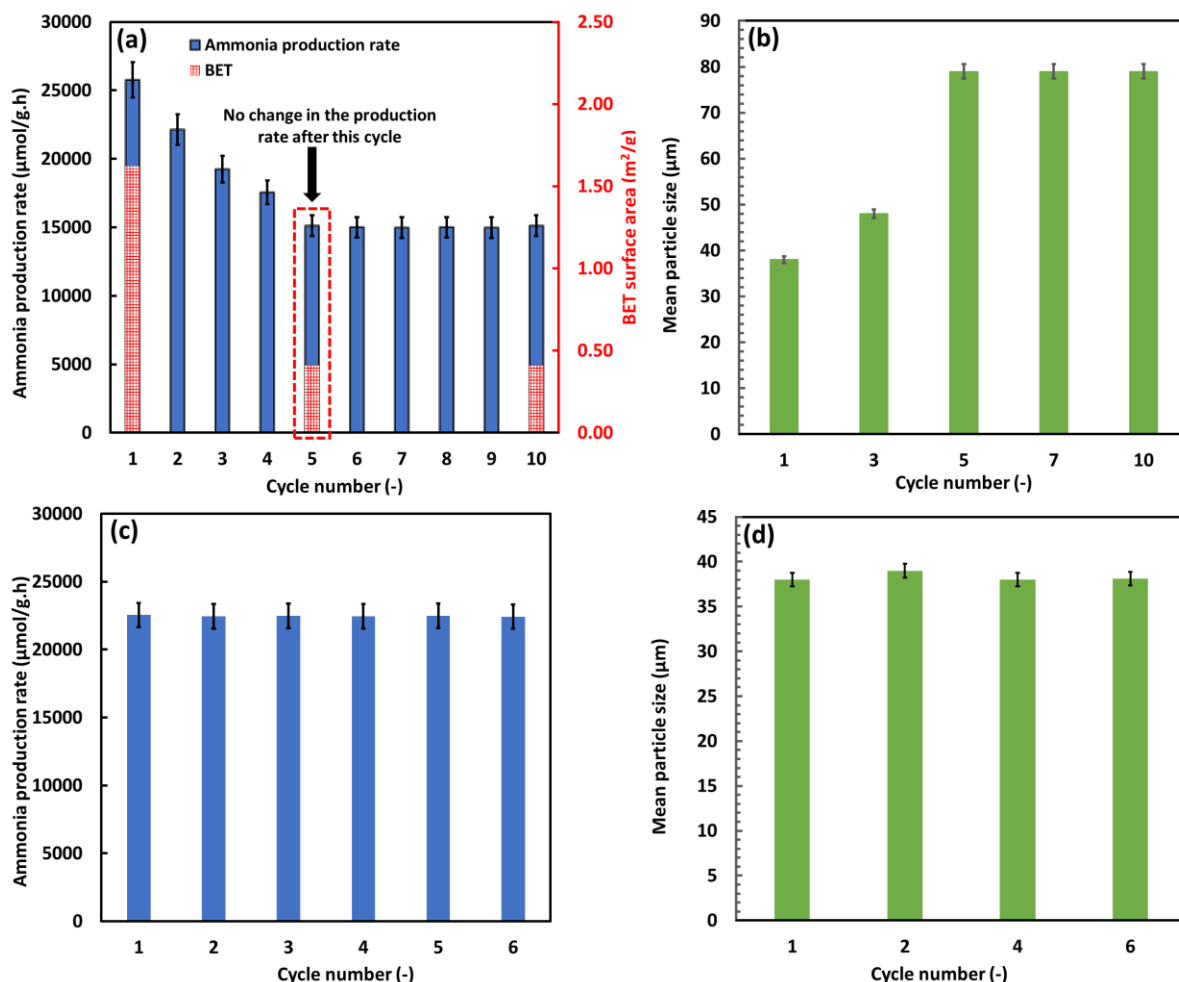 (a)
Ammonia production rate
BET
No change in the production
rate after this cycle
Ammonia production rate (µmol/g.h)
30000
25000
20000
15000
10000
5000
0
BET surface area (m²/g)
2.50
2.00
1.50
1.00
0.50
0.00
1 2 3 4 5 6 7 8 9 10
Cycle number (-)
(b)
Mean particle size (µm)
90
80
70
60
50
40
30
20
10
0
1 3 5 7 10
Cycle number (-)
(c)
Ammonia production rate (µmol/g.h)
30000
25000
20000
15000
10000
5000
0
1 2 3 4 5 6
Cycle number (-)
(d)
Mean particle size (µm)
45
40
35
30
25
20
15
10
5
0
1 2 4 6
Cycle number (-)